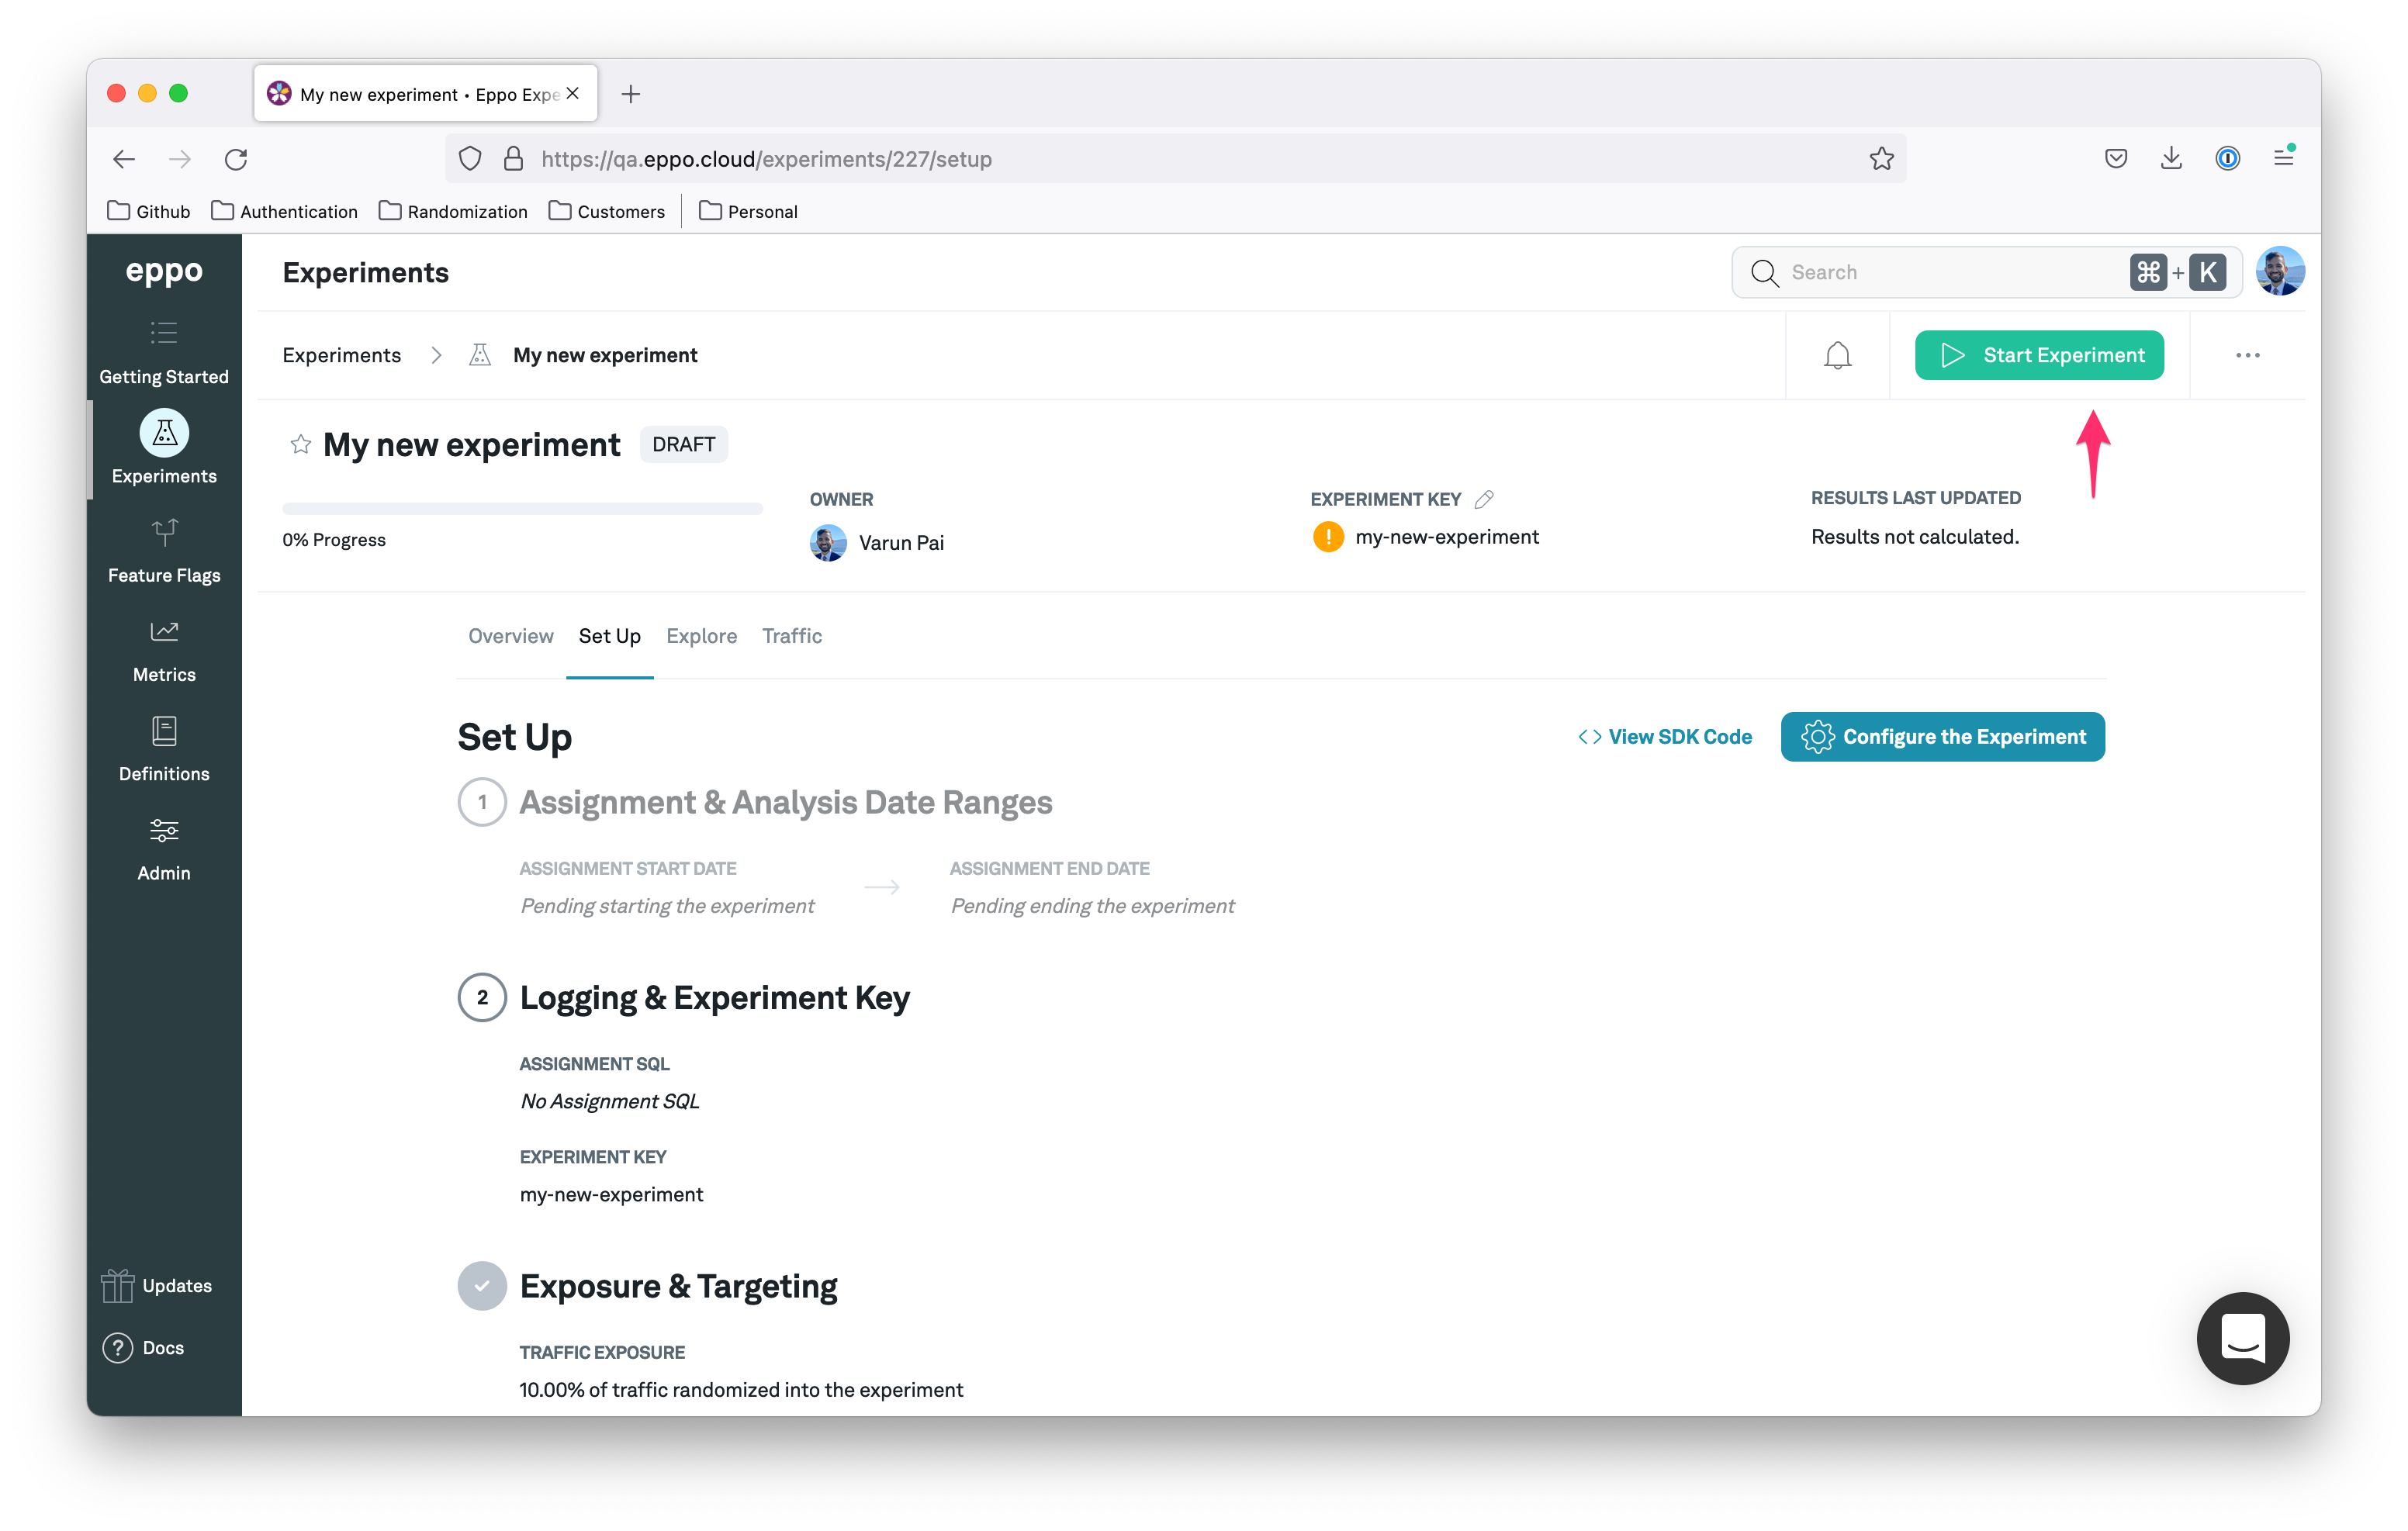 My new experiment • Eppo Expe
https://qa.eppo.cloud/experiments/227/setup
Github Authentication Randomization Customers Personal
eppo
Getting Started
Experiments
Feature Flags
Metrics
Definitions
Admin
Updates
? Docs
Experiments
Search
⌘ + K
Experiments > My new experiment
Start Experiment
...
My new experiment DRAFT
0% Progress
OWNER
Varun Pai
EXPERIMENT KEY
! my-new-experiment
RESULTS LAST UPDATED
Results not calculated.
Overview Set Up Explore Traffic
Set Up
<> View SDK Code
Configure the Experiment
1 Assignment & Analysis Date Ranges
ASSIGNMENT START DATE
Pending starting the experiment
ASSIGNMENT END DATE
Pending ending the experiment
2 Logging & Experiment Key
ASSIGNMENT SQL
No Assignment SQL
EXPERIMENT KEY
my-new-experiment
Exposure & Targeting
TRAFFIC EXPOSURE
10.00% of traffic randomized into the experiment